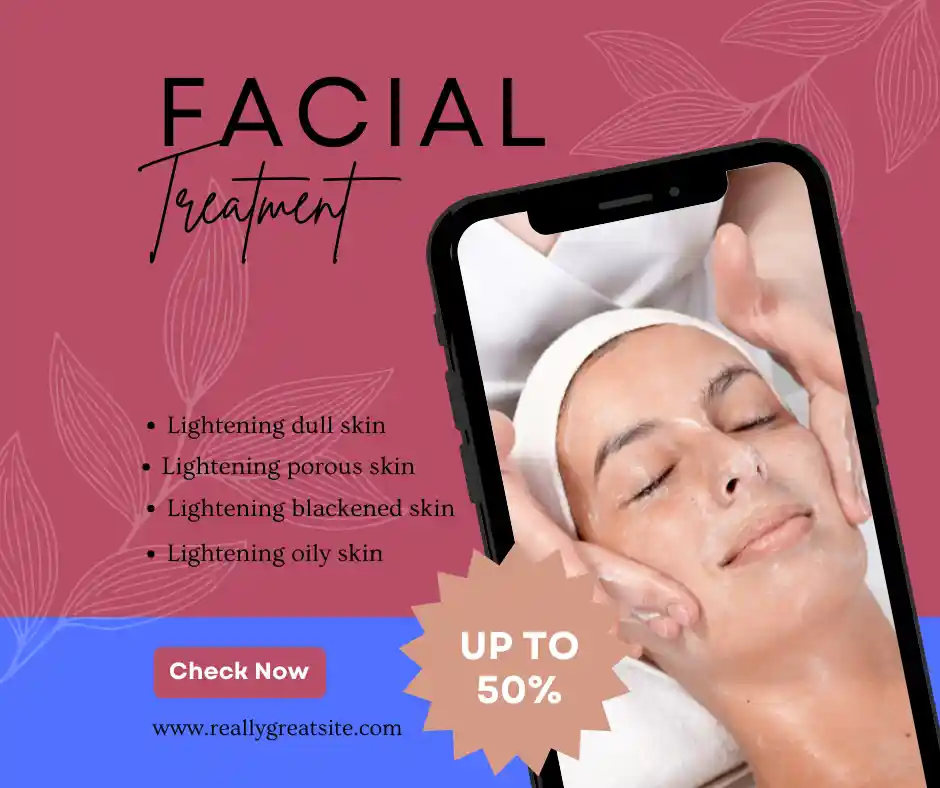 FACIAL
Treatment
• Lightening dull skin
• Lightening porous skin
• Lightening blackened skin
• Lightening oily skin
UP TO
50%
Check Now
www.reallygreatsite.com